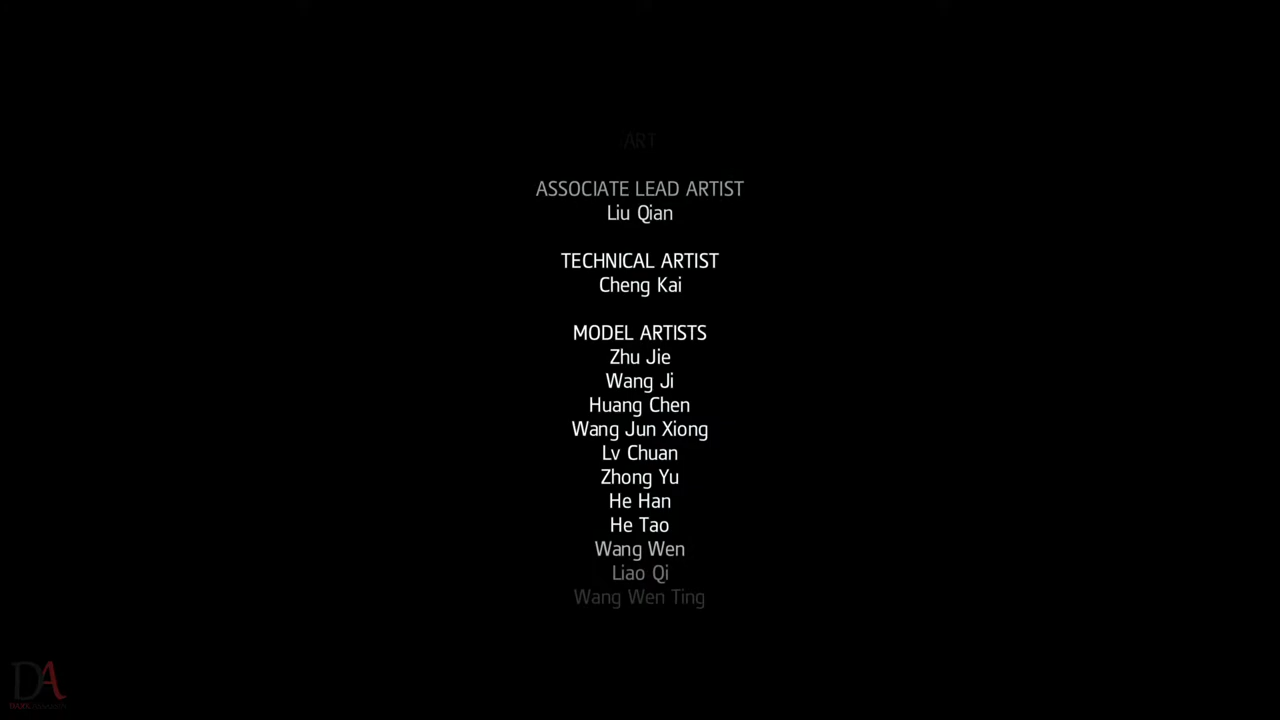 ART
ASSOCIATE LEAD ARTIST
Liu Qian
TECHNICAL ARTIST
Cheng Kai
MODEL ARTISTS
Zhu Jie
Wang Ji
Huang Chen
Wang Jun Xiong
Lv Chuan
Zhong Yu
He Han
He Tao
Wang Wen
Liao Qi
Wang Wen Ting
DA